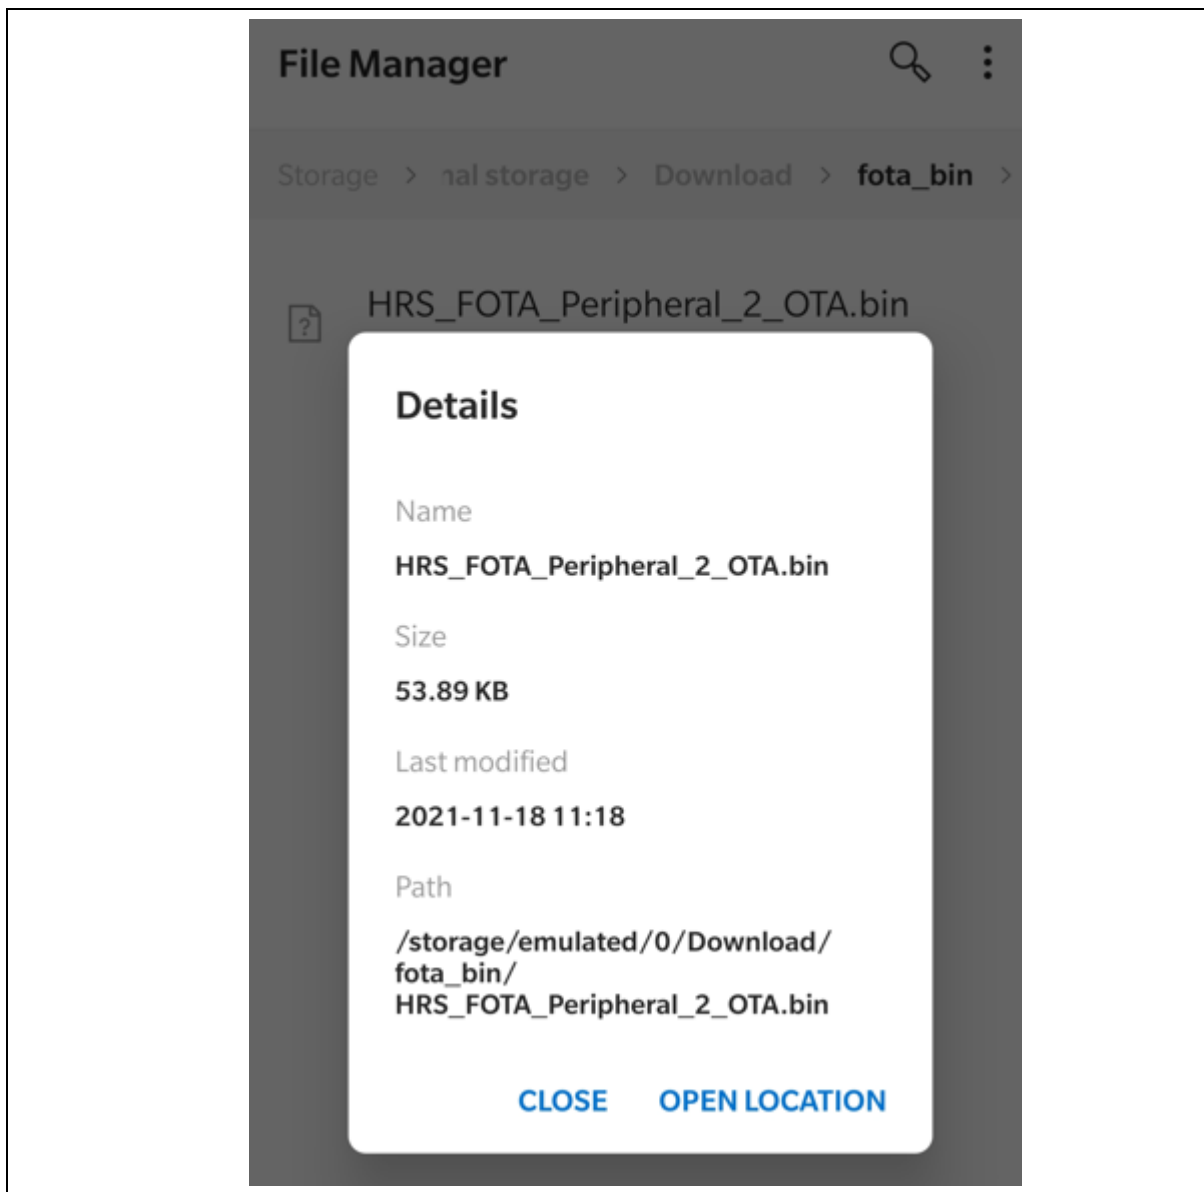 File Manager
Storage > nal storage > Download > fota_bin >
HRS_FOTA_Peripheral_2_OTA.bin
Details
Name
HRS_FOTA_Peripheral_2_OTA.bin
Size
53.89 KB
Last modified
2021-11-18 11:18
Path
/storage/emulated/0/Download/
fota_bin/
HRS_FOTA_Peripheral_2_OTA.bin
CLOSE OPEN LOCATION